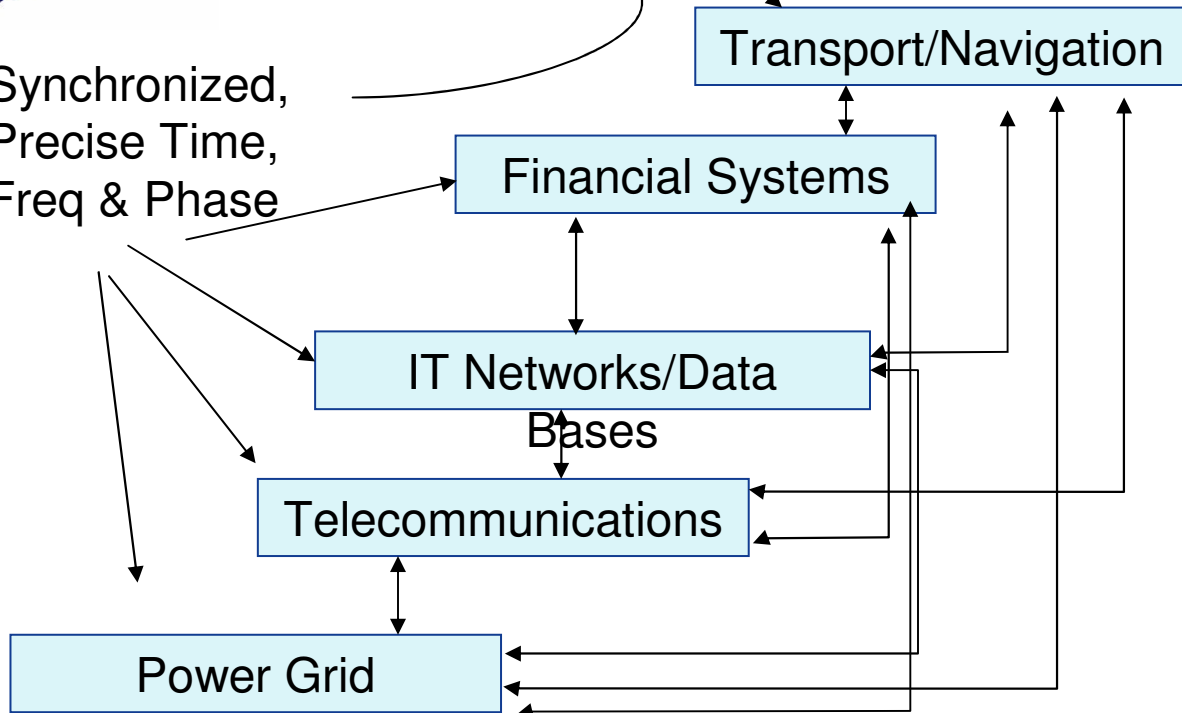 Transport/Navigation
Synchronized,
Precise Time,
Freq & Phase
Financial Systems
IT Networks/Data
Bases
Telecommunications
Power Grid